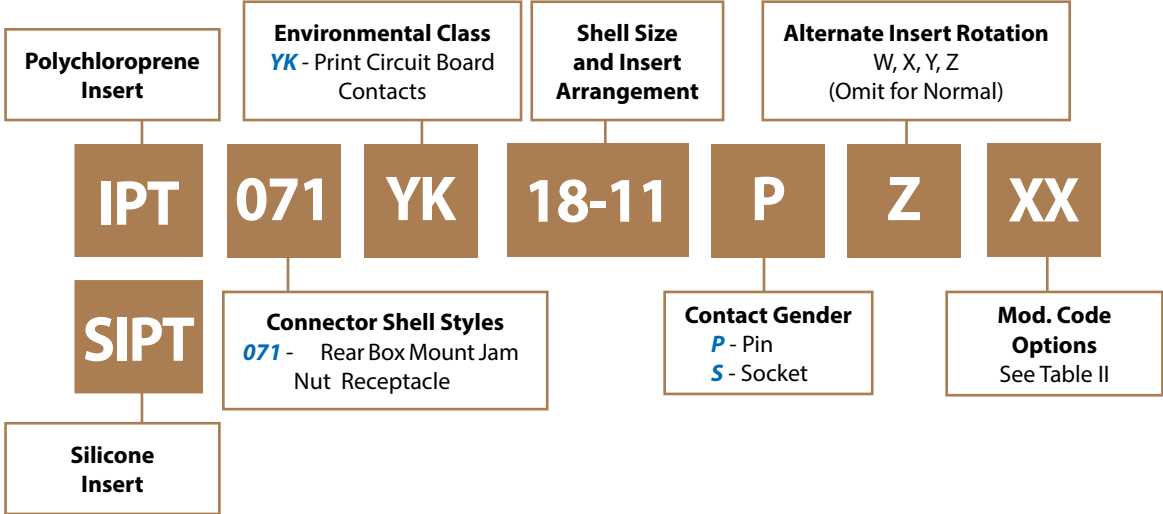 Polychloroprene
Insert
Environmental Class
YK - Print Circuit Board
Contacts
Shell Size
and Insert
Arrangement
Alternate Insert Rotation
W, X, Y, Z
(Omit for Normal)
IPT 071 YK 18-11 P Z XX
SIPT
Connector Shell Styles
071 - Rear Box Mount Jam
Nut Receptacle
Contact Gender
P - Pin
S - Socket
Mod. Code
Options
See Table II
Silicone
Insert